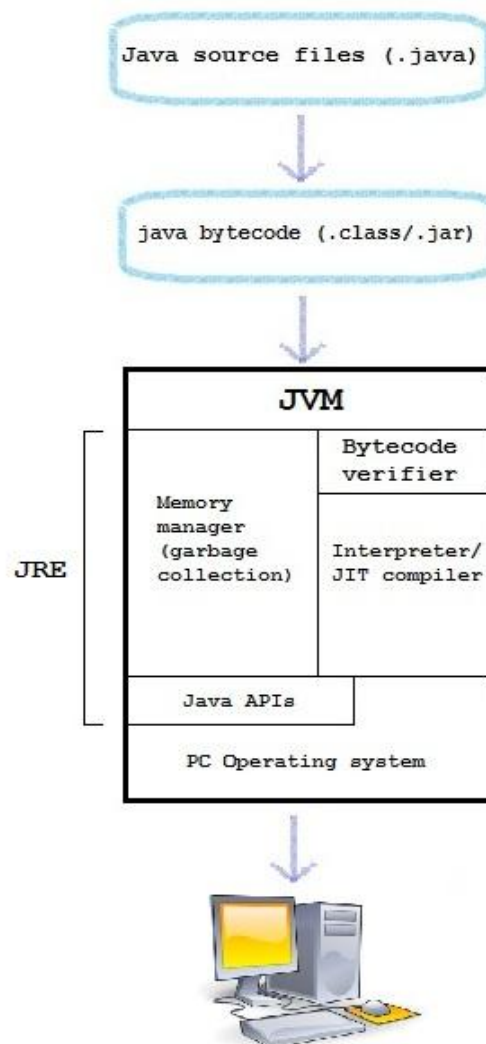 Java source files (.java)
java bytecode (.class/.jar)
JVM
Bytecode
verifier
Memory
manager
(garbage
collection)
Interpreter/
JIT compiler
JRE
Java APIs
PC Operating system